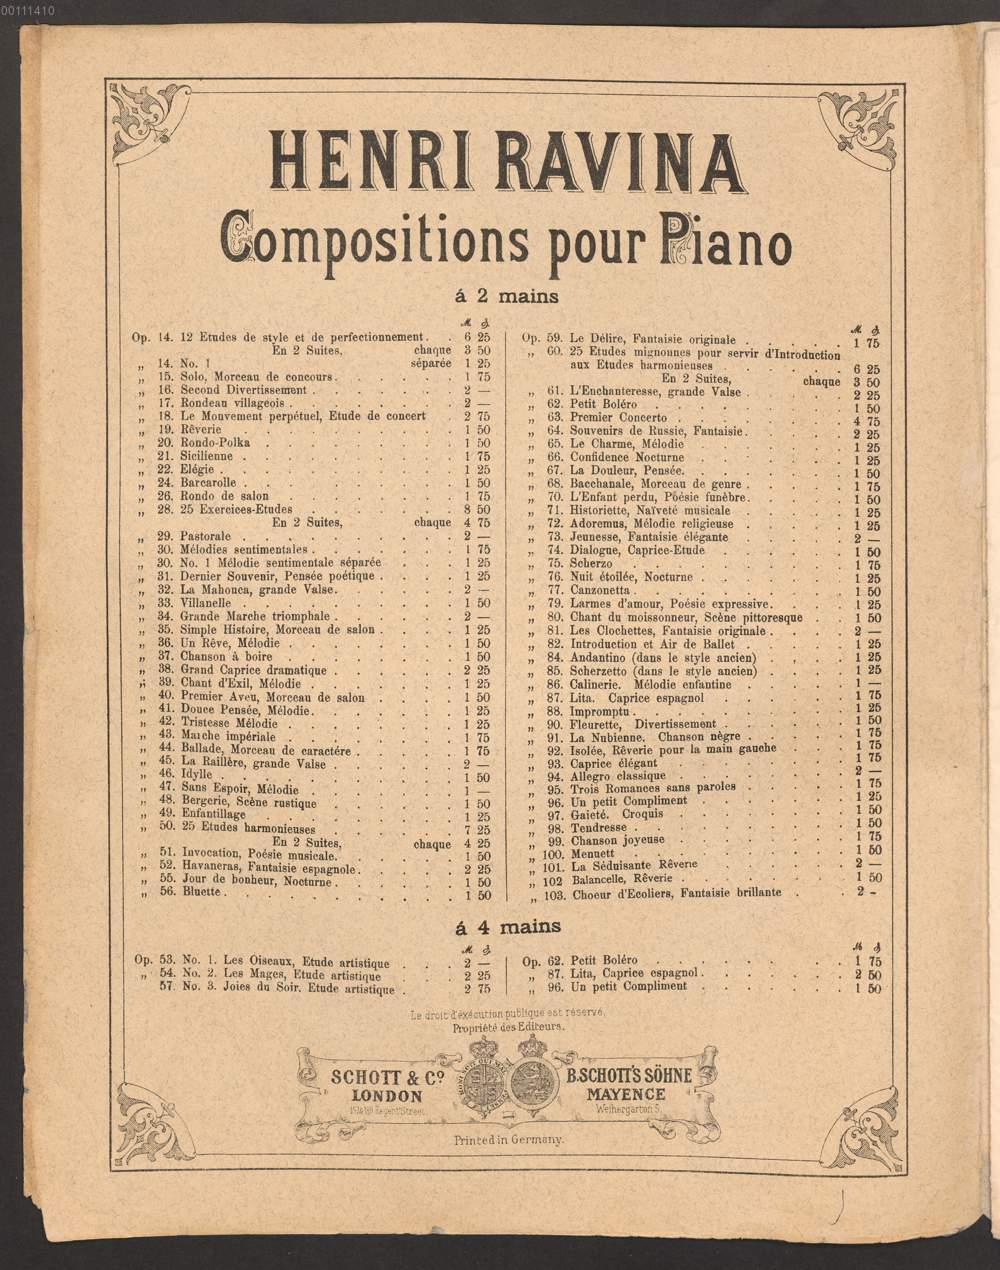 00111410
HENRI RAVINA
Compositions pour Piano
á 2 mains
M. ₰.
Op. 14. 12 Etudes de style et de perfectionnement . . 6 25
En 2 Suites, chaque 3 50
„ 14. No. 1 séparée 1 25
„ 15. Solo, Morceau de concours . . . . . . 1 75
„ 16. Second Divertissement . . . . . . . 2 —
„ 17. Rondeau villageois . . . . . . . . 2 —
„ 18. Le Mouvement perpétuel, Etude de concert 2 75
„ 19. Rêverie . . . . . . . . . . 1 50
„ 20. Rondo-Polka . . . . . . . . . 1 50
„ 21. Sicilienne . . . . . . . . . . 1 75
„ 22. Elégie . . . . . . . . . . . 1 25
„ 24. Barcarolle . . . . . . . . . . 1 50
„ 26. Rondo de salon . . . . . . . . 1 75
„ 28. 25 Exercices-Etudes . . . . . . . 8 50
En 2 Suites, chaque 4 75
„ 29. Pastorale . . . . . . . . . . 2 —
„ 30. Mélodies sentimentales . . . . . . . 1 75
„ 30. No. 1 Mélodie sentimentale séparée . . . 1 25
„ 31. Dernier Souvenir, Pensée poétique . . . . 1 25
„ 32. La Mahonca, grande Valse . . . . . . 2 —
„ 33. Villanelle . . . . . . . . . . 1 50
„ 34. Grande Marche triomphale . . . . . . 2 —
„ 35. Simple Histoire, Morceau de salon . . . . 1 25
„ 36. Un Rêve, Mélodie . . . . . . . . 1 50
„ 37. Chanson à boire . . . . . . . . 1 50
„ 38. Grand Caprice dramatique . . . . . . 2 25
„ 39. Chant d'Exil, Mélodie . . . . . . . 1 25
„ 40. Premier Aveu, Morceau de salon . . . . 1 50
„ 41. Douce Pensée, Mélodie . . . . . . . 1 25
„ 42. Tristesse Mélodie . . . . . . . . 1 25
„ 43. Marche impériale . . . . . . . . 1 75
„ 44. Ballade, Morceau de caractére . . . . . 1 75
„ 45. La Raillère, grande Valse . . . . . . 2 —
„ 46. Idylle . . . . . . . . . . . 1 50
„ 47. Sans Espoir, Mélodie . . . . . . . 1 —
„ 48. Bergerie, Scène rustique . . . . . . 1 50
„ 49. Enfantillage . . . . . . . . . 1 25
„ 50. 25 Etudes harmonieuses . . . . . . 7 25
En 2 Suites, chaque 4 25
„ 51. Invocation, Poésie musicale . . . . . . 1 50
„ 52. Havaneras, Fantaisie espagnole . . . . . 2 25
„ 55. Jour de bonheur, Nocturne . . . . . . 1 50
„ 56. Bluette . . . . . . . . . . . 1 50
M. ₰.
Op. 59. Le Délire, Fantaisie originale . . . . . 1 75
„ 60. 25 Etudes mignonnes pour servir d'Introduction
aux Etudes harmonieuses . . . . . . 6 25
En 2 Suites, chaque 3 50
„ 61. L'Enchanteresse, grande Valse . . . . . 2 25
„ 62. Petit Boléro . . . . . . . . . 1 50
„ 63. Premier Concerto . . . . . . . . 4 75
„ 64. Souvenirs de Russie, Fantaisie . . . . . 2 25
„ 65. Le Charme, Mélodie . . . . . . . 1 25
„ 66. Confidence Nocturne . . . . . . . 1 25
„ 67. La Douleur, Pensée . . . . . . . . 1 50
„ 68. Bacchanale, Morceau de genre . . . . . 1 75
„ 70. L'Enfant perdu, Poésie funèbre . . . . . 1 50
„ 71. Historiette, Naïveté musicale . . . . . 1 25
„ 72. Adoremus, Mélodie religieuse . . . . . 1 25
„ 73. Jeunesse, Fantaisie élégante . . . . . 2 —
„ 74. Dialogue, Caprice-Etude . . . . . . 1 50
„ 75. Scherzo . . . . . . . . . . 1 75
„ 76. Nuit étoilée, Nocturne . . . . . . . 1 25
„ 77. Canzonetta . . . . . . . . . . 1 50
„ 79. Larmes d'amour, Poésie expressive . . . . 1 25
„ 80. Chant du moissonneur, Scène pittoresque . . 1 50
„ 81. Les Clochettes, Fantaisie originale . . . . 2 —
„ 82. Introduction et Air de Ballet . . . . . 1 25
„ 84. Andantino (dans le style ancien) . . . . 1 25
„ 85. Scherzetto (dans le style ancien) . . . . 1 25
„ 86. Calinerie. Mélodie enfantine . . . . . 1 —
„ 87. Lita. Caprice espagnol . . . . . . 1 75
„ 88. Impromptu . . . . . . . . . . 1 25
„ 90. Fleurette, Divertissement . . . . . . 1 50
„ 91. La Nubienne. Chanson nègre . . . . . 1 75
„ 92. Isolée, Rêverie pour la main gauche . . . 1 75
„ 93. Caprice élégant . . . . . . . . 1 75
„ 94. Allegro classique . . . . . . . . 2 —
„ 95. Trois Romances sans paroles . . . . . 1 75
„ 96. Un petit Compliment . . . . . . . 1 25
„ 97. Gaieté. Croquis . . . . . . . . 1 50
„ 98. Tendresse . . . . . . . . . . 1 50
„ 99. Chanson joyeuse . . . . . . . . 1 75
„ 100. Menuett . . . . . . . . . . 1 50
„ 101. La Séduisante Rêverie . . . . . . 2 —
„ 102 Balancelle, Rêverie . . . . . . . 1 50
„ 103. Choeur d'Ecoliers, Fantaisie brillante . . 2 -
á 4 mains
M. ₰.
Op. 53. No. 1. Les Oiseaux, Etude artistique . . . 2 —
„ 54. No. 2. Les Mages, Etude artistique . . . 2 25
57. No. 3. Joies du Soir. Etude artistique . . 2 75
M ₰
Op. 62. Petit Boléro . . . . . . . . . 1 75
„ 87. Lita, Caprice espagnol . . . . . . . 2 50
„ 96. Un petit Compliment . . . . . . . 1 50
Le droit d'exécution publique est réservé.
Propriété des Editeurs.
SCHOTT & Co.
LONDON
Regent Street
B. SCHOTT'S SÖHNE
MAYENCE
Weihergarten 5.
Printed in Germany.